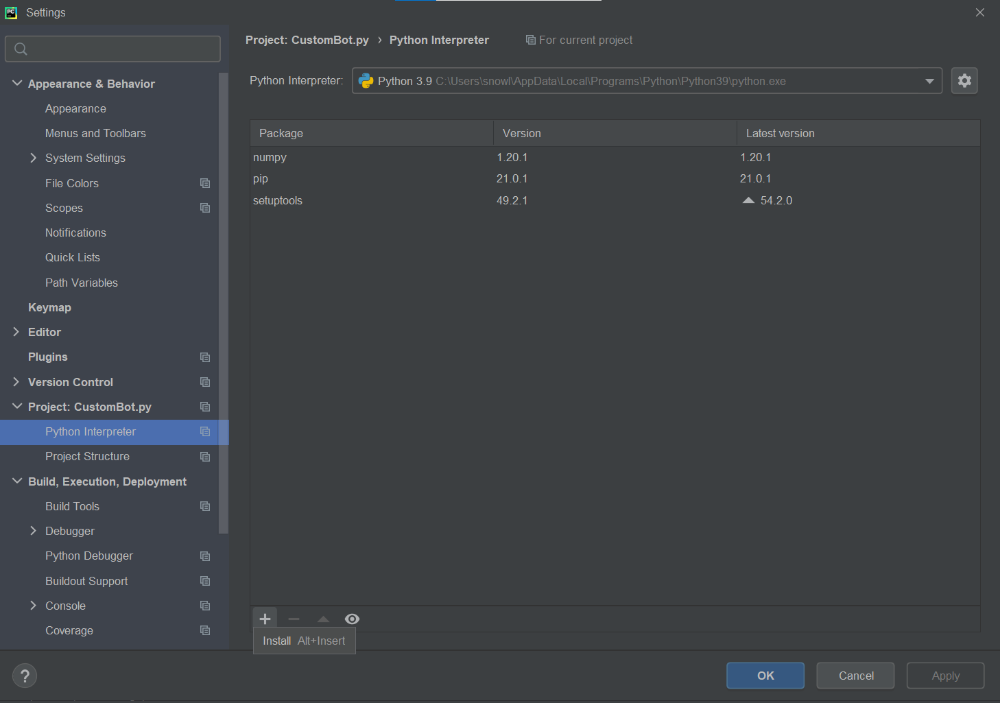 Settings
Project: CustomBot.py › Python Interpreter For current project
Python Interpreter: Python 3.9 C:\Users\snowl\AppData\Local\Programs\Python\Python39\python.exe
Appearance & Behavior
Appearance
Menus and Toolbars
System Settings
File Colors
Scopes
Notifications
Quick Lists
Path Variables
Keymap
Editor
Plugins
Version Control
Project: CustomBot.py
Python Interpreter
Project Structure
Build, Execution, Deployment
Build Tools
Debugger
Python Debugger
Buildout Support
Console
Coverage
Package Version Latest version
numpy 1.20.1 1.20.1
pip 21.0.1 21.0.1
setuptools 49.2.1 54.2.0
Install Alt+Insert
? OK Cancel Apply